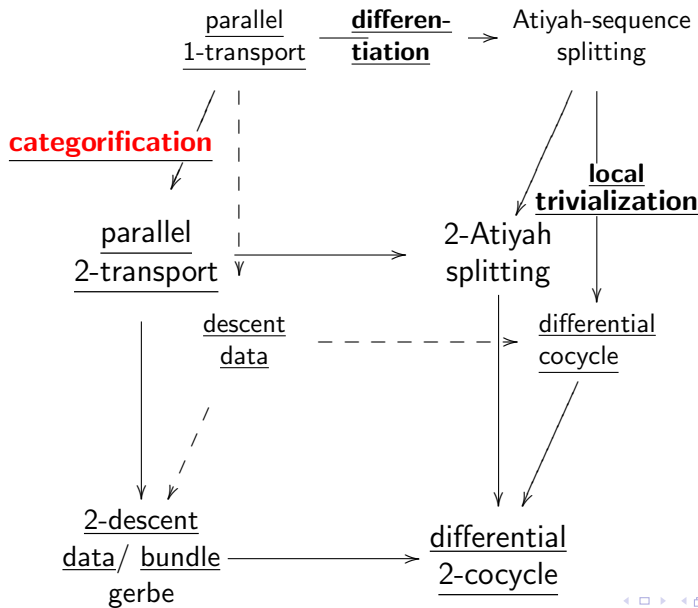 parallel
1-transport
differen-
tiation
Atiyah-sequence
splitting
categorification
local
trivialization
parallel
2-transport
2-Atiyah
splitting
descent
data
differential
cocycle
2-descent
data/ bundle
gerbe
differential
2-cocycle